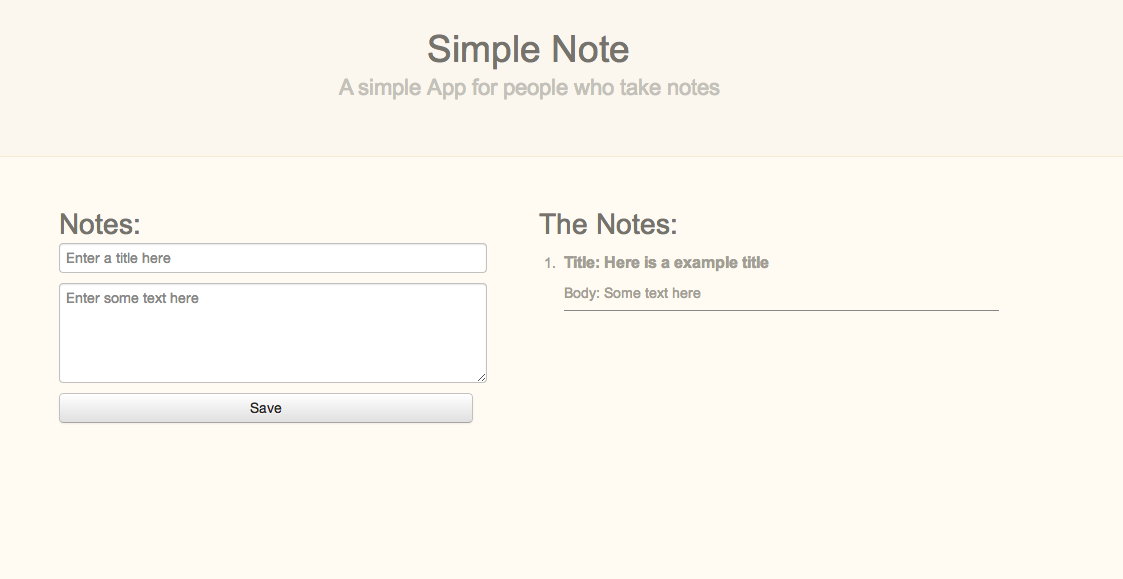 Simple Note
A simple App for people who take notes
Notes:
Enter a title here
Enter some text here
Save
The Notes:
1. Title: Here is a example title
Body: Some text here